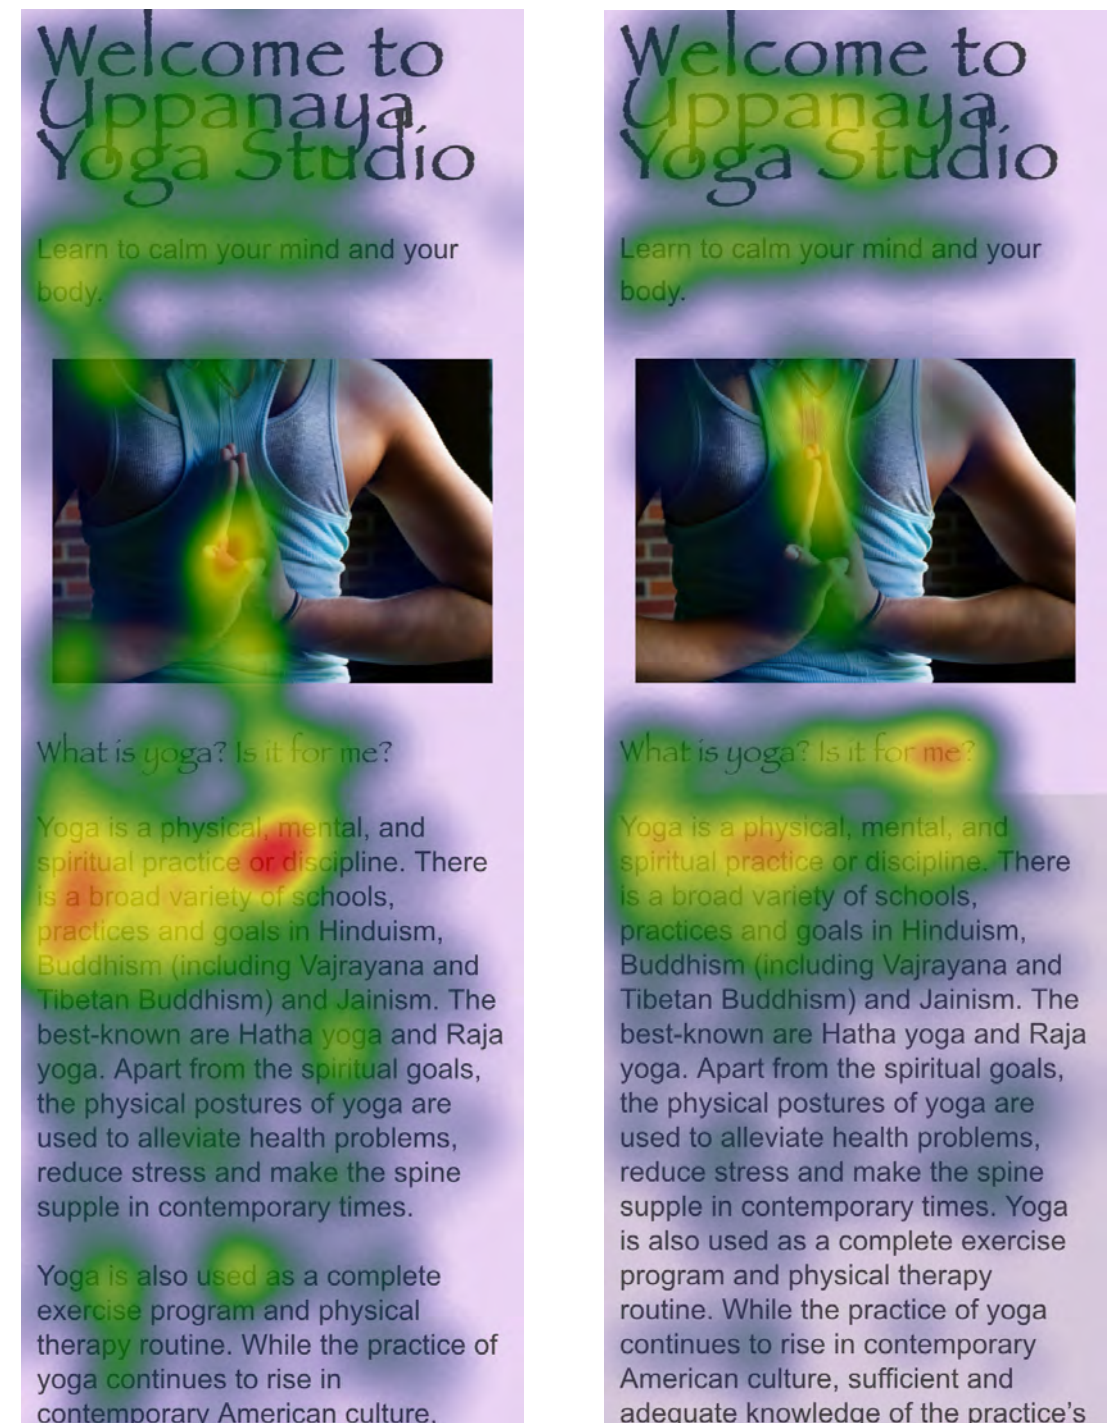 Welcome to
Uppanaya
Yoga Studio
Learn to calm your mind and your
body.
What is yoga? Is it for me?
Yoga is a physical, mental, and
spiritual practice or discipline. There
is a broad variety of schools,
practices and goals in Hinduism,
Buddhism (including Vajrayana and
Tibetan Buddhism) and Jainism. The
best-known are Hatha yoga and Raja
yoga. Apart from the spiritual goals,
the physical postures of yoga are
used to alleviate health problems,
reduce stress and make the spine
supple in contemporary times.
Yoga is also used as a complete
exercise program and physical
therapy routine. While the practice of
yoga continues to rise in
contemporary American culture,
Welcome to
Uppanaya
Yoga Studio
Learn to calm your mind and your
body.
What is yoga? Is it for me?
Yoga is a physical, mental, and
spiritual practice or discipline. There
is a broad variety of schools,
practices and goals in Hinduism,
Buddhism (including Vajrayana and
Tibetan Buddhism) and Jainism. The
best-known are Hatha yoga and Raja
yoga. Apart from the spiritual goals,
the physical postures of yoga are
used to alleviate health problems,
reduce stress and make the spine
supple in contemporary times. Yoga
is also used as a complete exercise
program and physical therapy
routine. While the practice of yoga
continues to rise in contemporary
American culture, sufficient and
adequate knowledge of the practice's